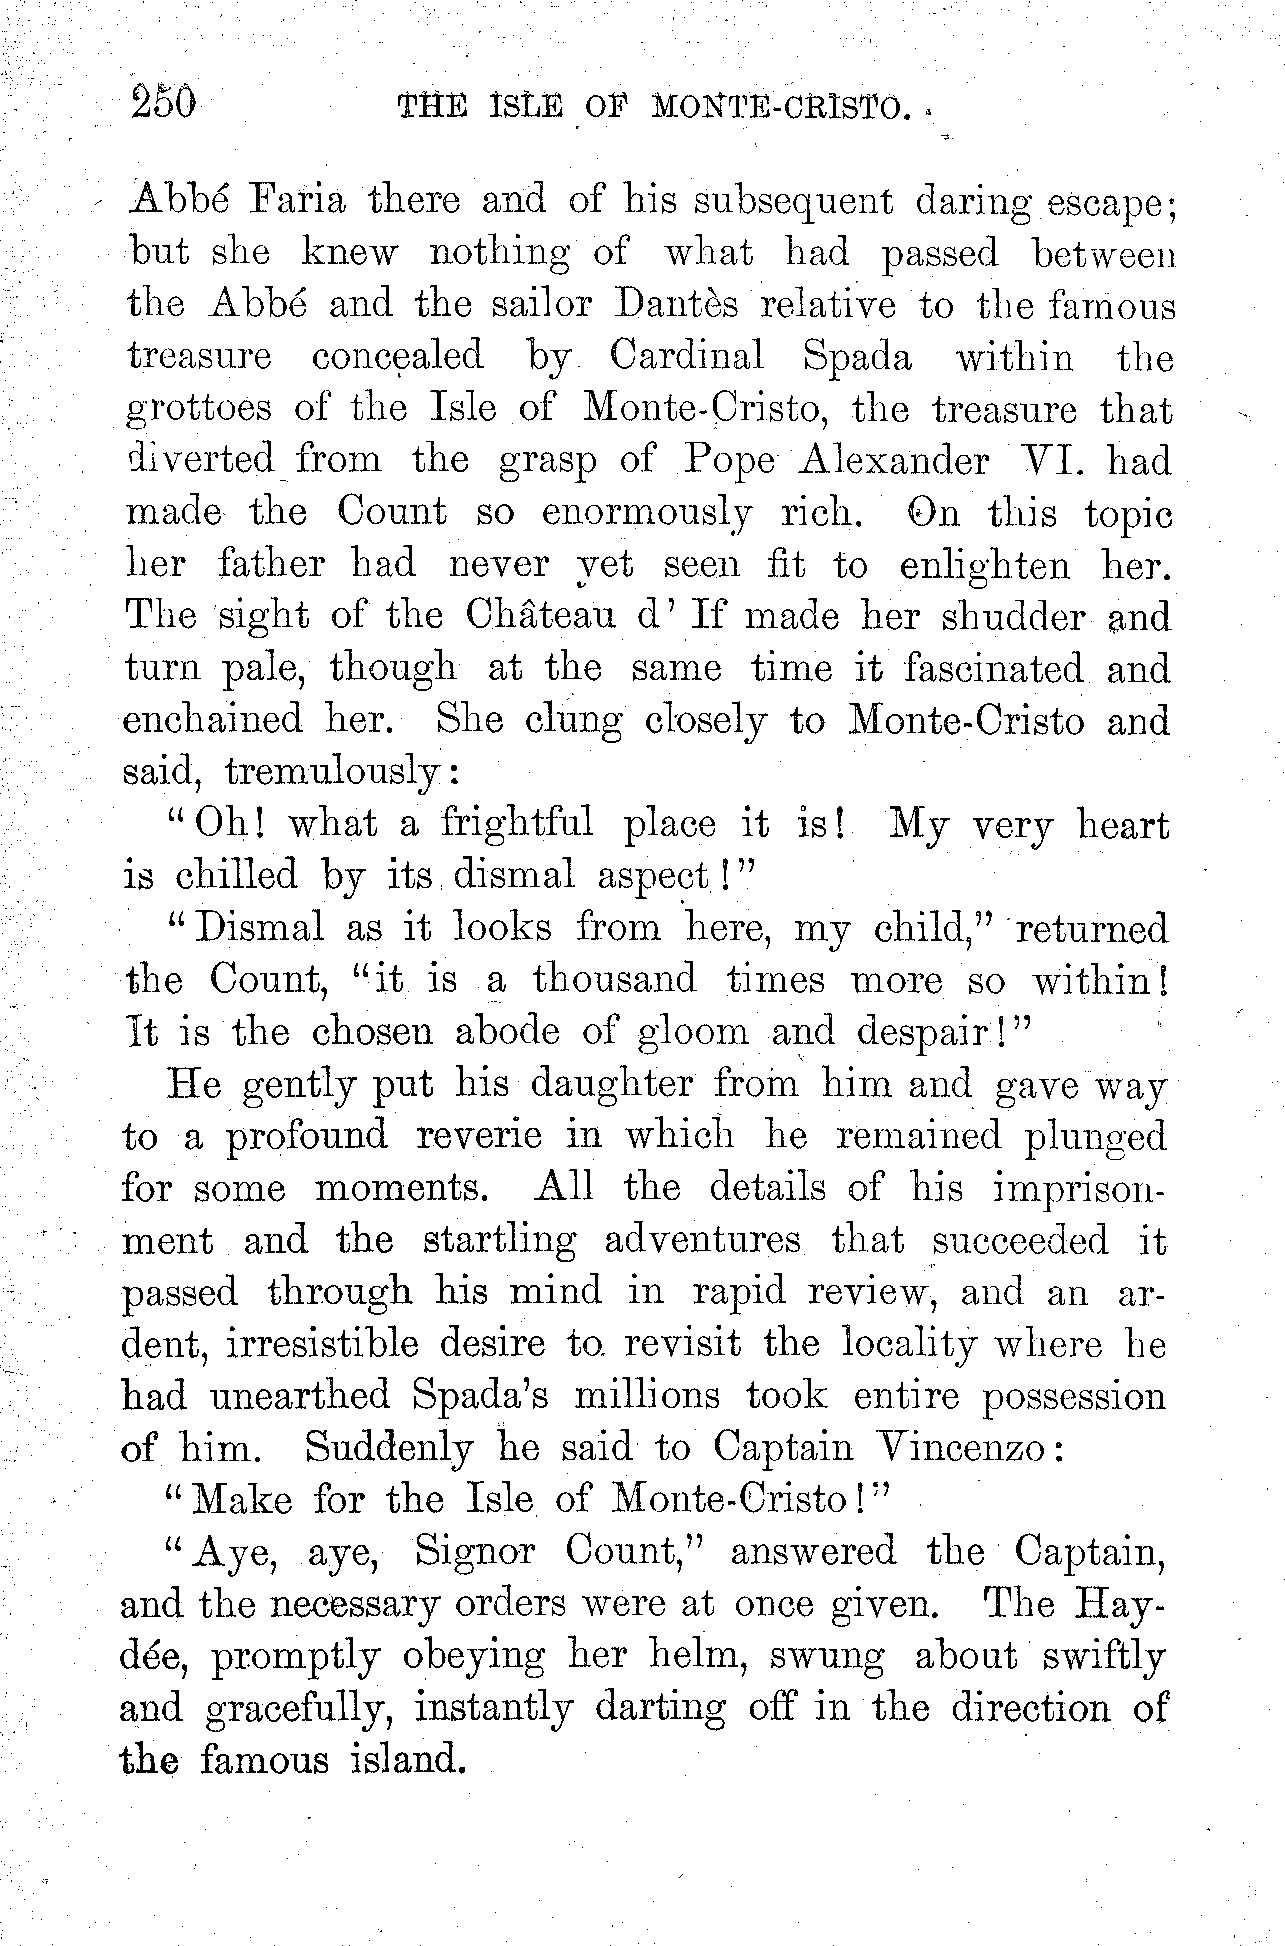 250 THE ISLE OF MONTE-CRISTO.
Abbé Faria there and of his subsequent daring escape;
but she knew nothing of what had passed between
the Abbé and the sailor Dantès relative to the famous
treasure concealed by Cardinal Spada within the
grottoes of the Isle of Monte-Cristo, the treasure that
diverted from the grasp of Pope Alexander VI. had
made the Count so enormously rich. On this topic
her father had never yet seen fit to enlighten her.
The sight of the Château d' If made her shudder and
turn pale, though at the same time it fascinated and
enchained her. She clung closely to Monte-Cristo and
said, tremulously:
"Oh! what a frightful place it is! My very heart
is chilled by its dismal aspect!"
"Dismal as it looks from here, my child," returned
the Count, "it is a thousand times more so within!
It is the chosen abode of gloom and despair!"
He gently put his daughter from him and gave way
to a profound reverie in which he remained plunged
for some moments. All the details of his imprison-
ment and the startling adventures that succeeded it
passed through his mind in rapid review, and an ar-
dent, irresistible desire to revisit the locality where he
had unearthed Spada's millions took entire possession
of him. Suddenly he said to Captain Vincenzo:
"Make for the Isle of Monte-Cristo!"
"Aye, aye, Signor Count," answered the Captain,
and the necessary orders were at once given. The Hay-
dée, promptly obeying her helm, swung about swiftly
and gracefully, instantly darting off in the direction of
the famous island.